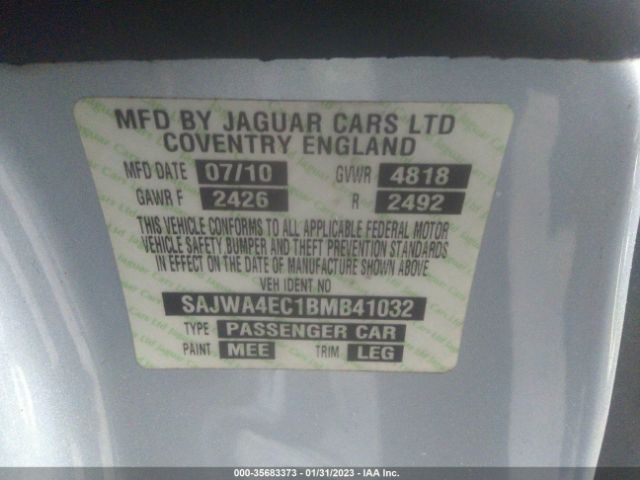 MFD BY JAGUAR CARS LTD
COVENTRY ENGLAND
MFD DATE 07/10 GVWR 4818
GAWR F 2426 R 2492
THIS VEHICLE CONFORMS TO ALL APPLICABLE FEDERAL MOTOR
VEHICLE SAFETY BUMPER AND THEFT PREVENTION STANDARDS
IN EFFECT ON THE DATE OF MANUFACTURE SHOWN ABOVE
VEH IDENT NO
SAJWA4EC1BMB41032
TYPE PASSENGER CAR
PAINT MEE TRIM LEG
000-35683373 - 01/31/2023 - IAA Inc.